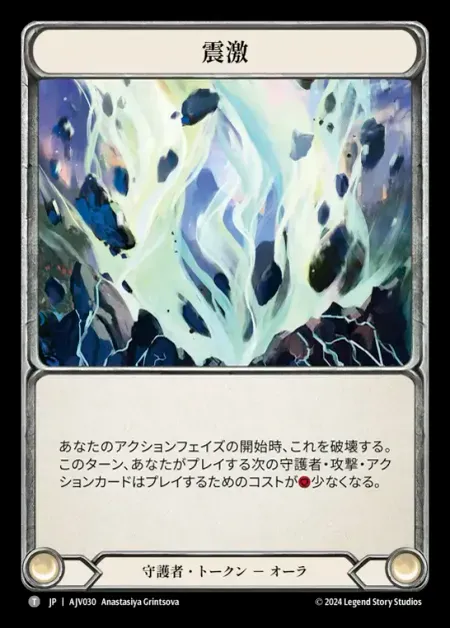 震激
あなたのアクションフェイズの開始時、これを破壊する。
このターン、あなたがプレイする次の守護者・攻撃・アク
ションカードはプレイするためのコストが少なくなる。
守護者・トークン － オーラ
T JP | AJV030 Anastasiya Grintsova
© 2024 Legend Story Studios